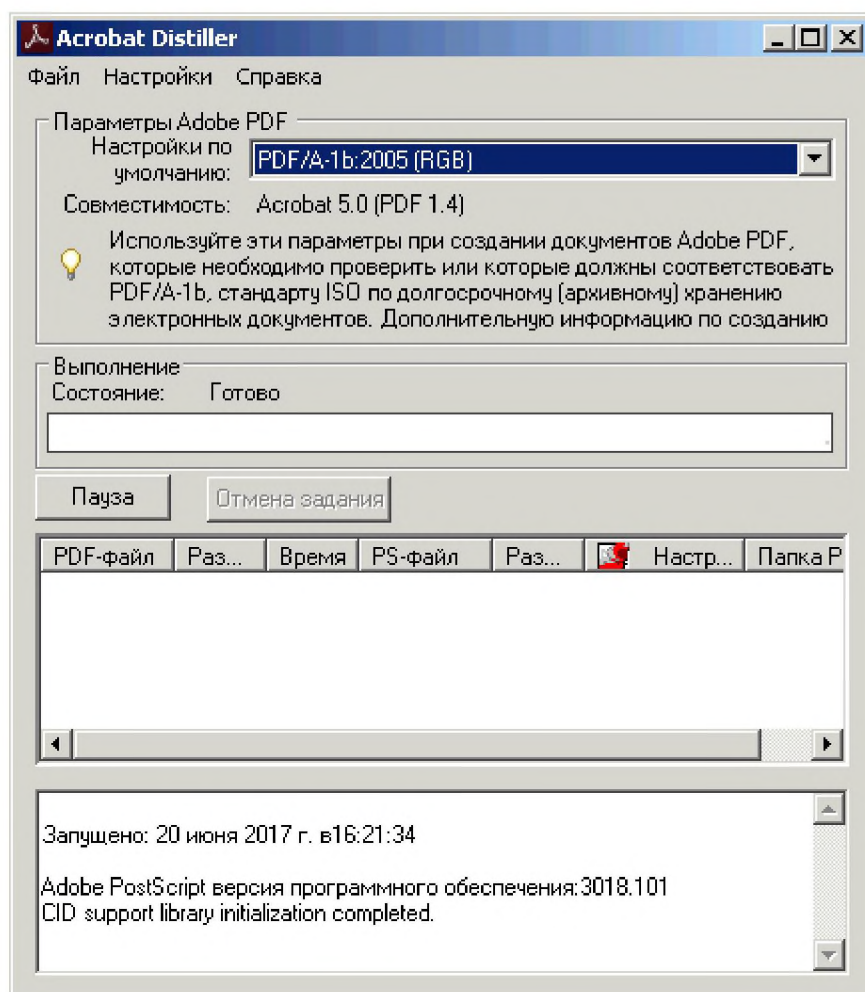 Acrobat Distiller
Файл Настройки Справка
Параметры Adobe PDF
Настройки по
умолчанию:
PDF/A-1b:2005 (RGB)
Совместимость: Acrobat 5.0 (PDF 1.4)
Используйте эти параметры при создании документов Adobe PDF,
которые необходимо проверить или которые должны соответствовать
PDF/A-1b, стандарту ISO по долгосрочному (архивному) хранению
электронных документов. Дополнительную информацию по созданию
Выполнение
Состояние: Готово
Пауза Отмена задания
PDF-файл Раз... Время PS-файл Раз... Настр... Папка P
Запущено: 20 июня 2017 г. в16:21:34
Adobe PostScript версия программного обеспечения:3018.101
CID support library initialization completed.